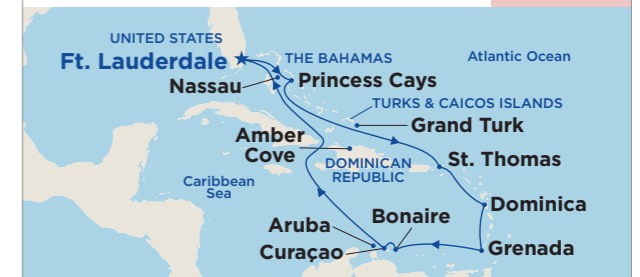 UNITED STATES
Ft. Lauderdale
THE BAHAMAS
Atlantic Ocean
Nassau
Princess Cays
TURKS & CAICOS ISLANDS
Grand Turk
Amber
Cove
DOMINICAN
REPUBLIC
St. Thomas
Caribbean
Sea
Dominica
Bonaire
Aruba
Curaçao
Grenada